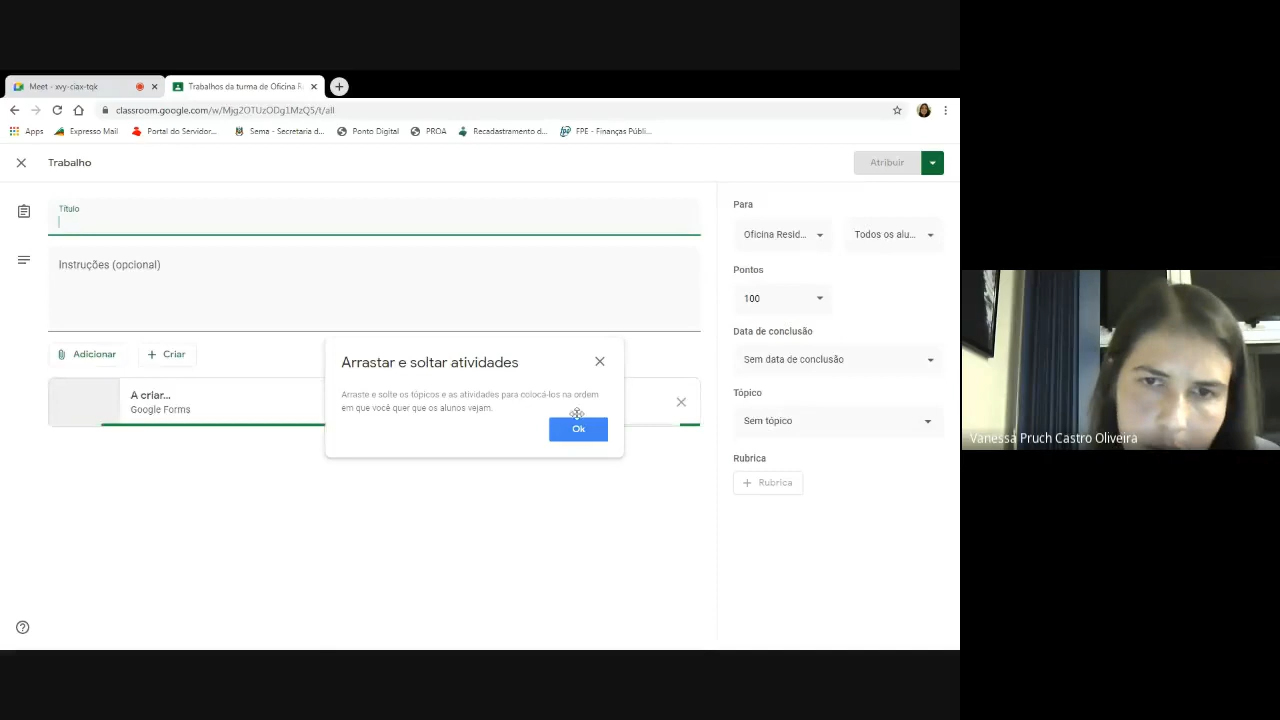 Meet - xvy-ciax-tqk
Trabalhos da turma de Oficina R
classroom.google.com/w/Mjg2OTUzODg1MzQ5/t/all
Apps Expresso Mail Portal do Servidor... Sema - Secretaria d... Ponto Digital PROA Recadastramento d... FPE - Finanças Públi...
Trabalho
Atribuir
Título
Instruções (opcional)
Adicionar
Criar
A criar...
Google Forms
Arrastar e soltar atividades
Arraste e solte os tópicos e as atividades para colocá-los na ordem
em que você quer que os alunos vejam.
Ok
Para
Oficina Resid... Todos os alu...
Pontos
100
Data de conclusão
Sem data de conclusão
Tópico
Sem tópico
Rubrica
Rubrica
Vanessa Pruch Castro Oliveira